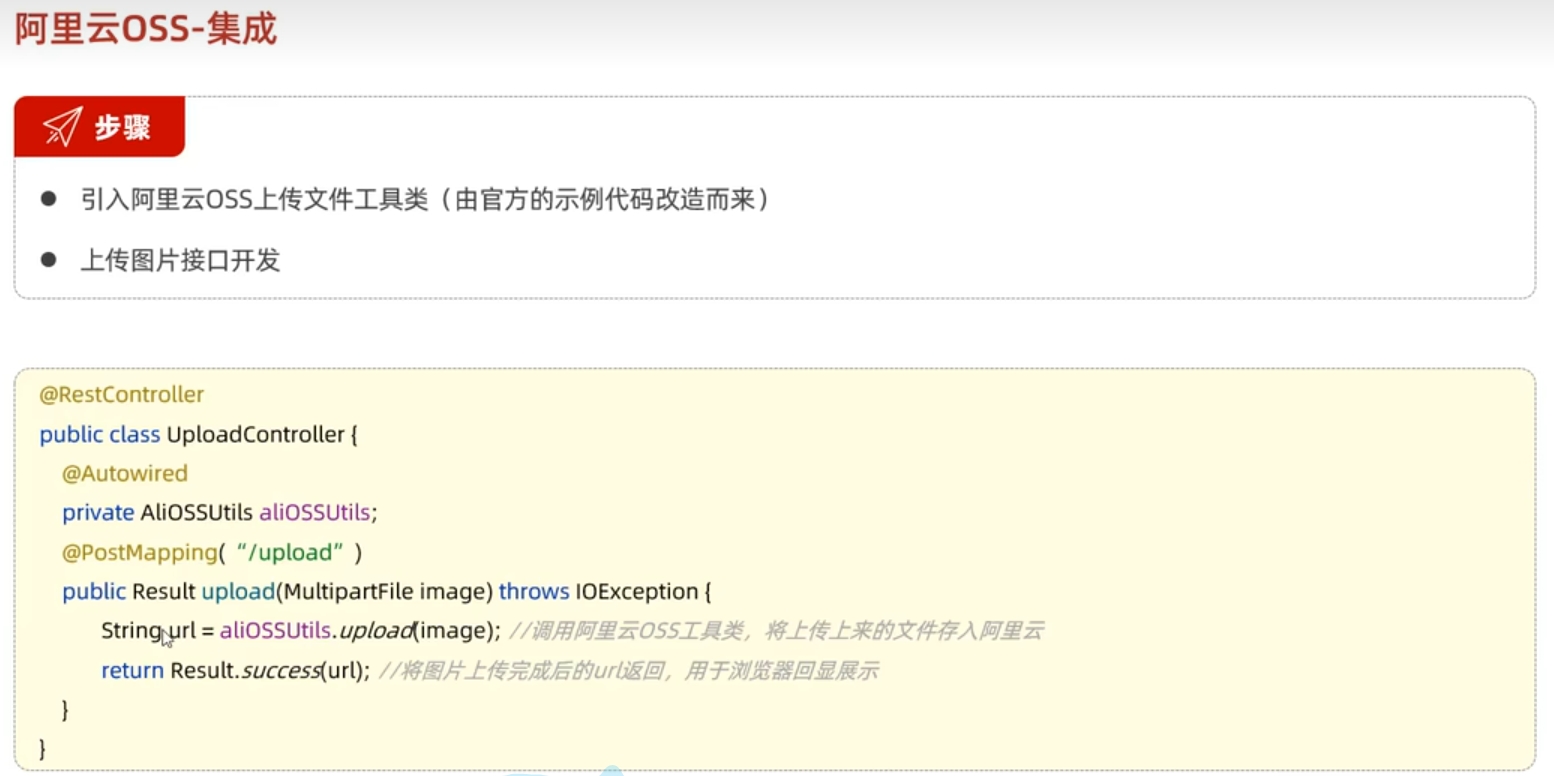 阿里云OSS-集成
步骤
● 引入阿里云OSS上传文件工具类（由官方的示例代码改造而来）
● 上传图片接口开发
@RestController
public class UploadController {
@Autowired
private AliOSSUtils aliOSSUtils;
@PostMapping( “/upload” )
public Result upload(MultipartFile image) throws IOException {
String url = aliOSSUtils.upload(image); //调用阿里云OSS工具类，将上传上来的文件存入阿里云
return Result.success(url); //将图片上传完成后的url返回，用于浏览器回显展示
}
}